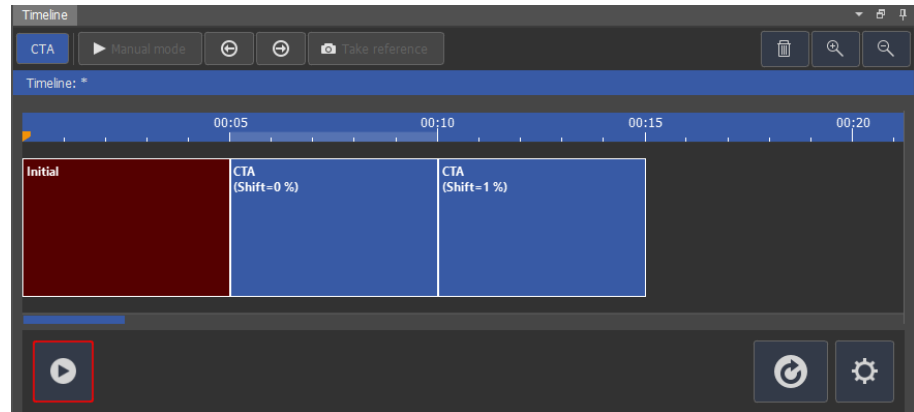 Timeline
CTA
Manual mode
Take reference
Timeline: *
00:05
00:10
00:15
00:20
Initial
CTA
(Shift=0 %)
CTA
(Shift=1 %)